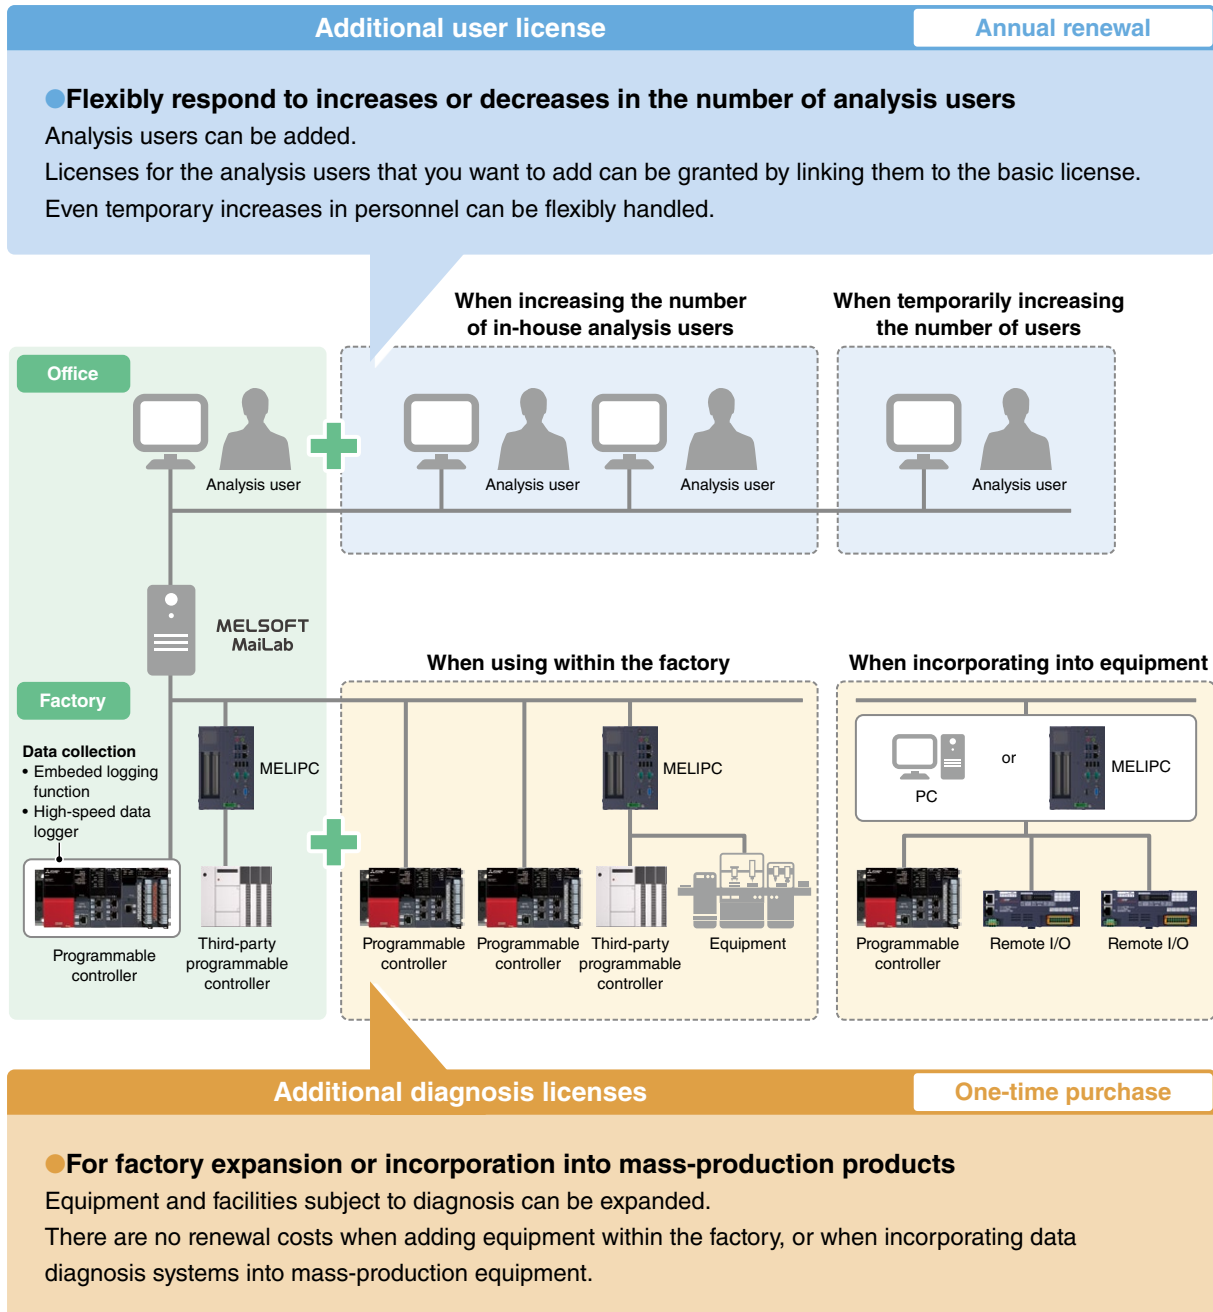 Additional user license
Annual renewal
●Flexibly respond to increases or decreases in the number of analysis users
Analysis users can be added.
Licenses for the analysis users that you want to add can be granted by linking them to the basic license.
Even temporary increases in personnel can be flexibly handled.
When increasing the number
of in-house analysis users
When temporarily increasing
the number of users
Office
Analysis user
Analysis user
Analysis user
Analysis user
MELSOFT
MaiLab
When using within the factory
When incorporating into equipment
Factory
Data collection
• Embeded logging
function
• High-speed data
logger
MELIPC
MELIPC
PC
or
MELIPC
Programmable
controller
Third-party
programmable
controller
Programmable
controller
Programmable
controller
Third-party
programmable
controller
Equipment
Programmable
controller
Remote I/O
Remote I/O
Additional diagnosis licenses
One-time purchase
●For factory expansion or incorporation into mass-production products
Equipment and facilities subject to diagnosis can be expanded.
There are no renewal costs when adding equipment within the factory, or when incorporating data
diagnosis systems into mass-production equipment.